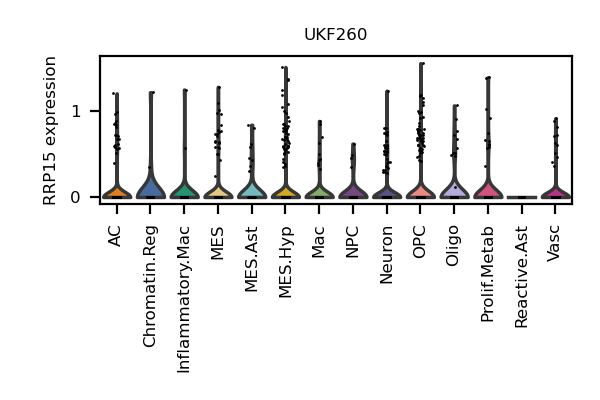 UKF260
RRP15 expression
1
0
AC
Chromatin.Reg
Inflammatory.Mac
MES
MES.Ast
MES.Hyp
Mac
NPC
Neuron
OPC
Oligo
Prolif.Metab
Reactive.Ast
Vasc